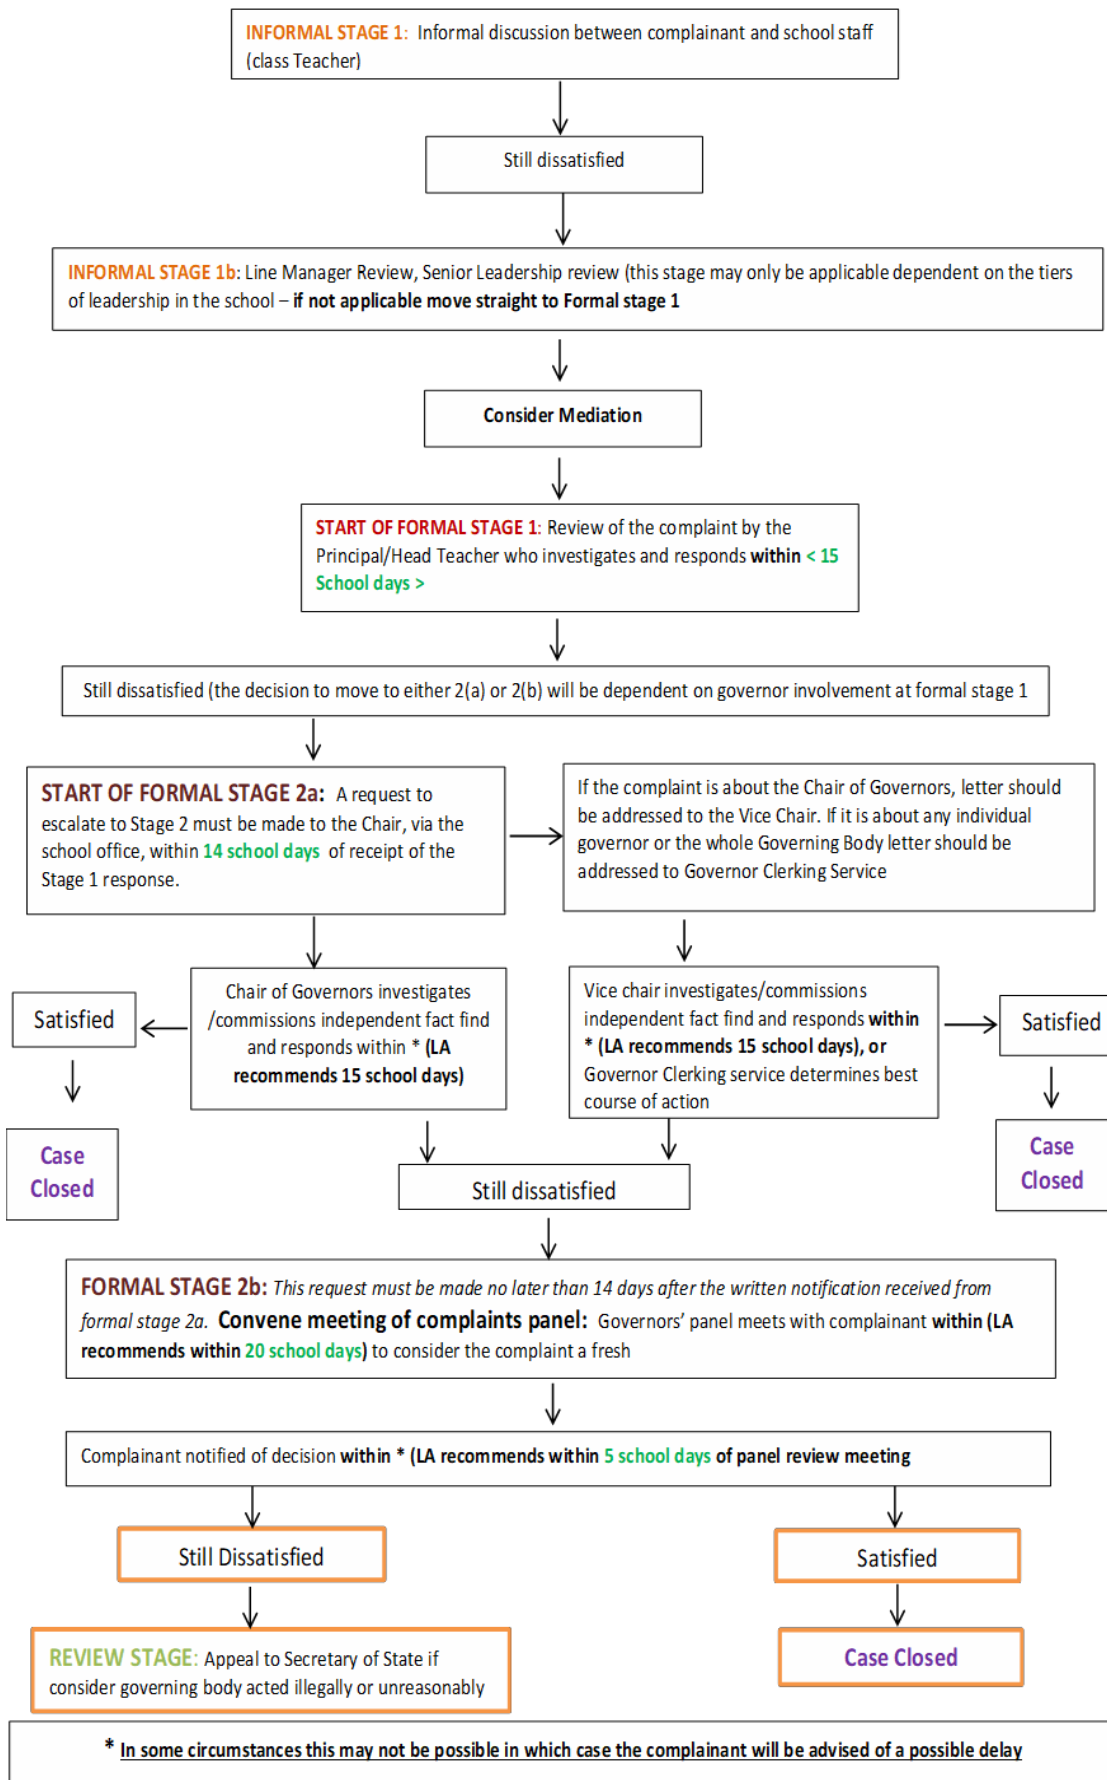 INFORMAL STAGE 1: Informal discussion between complainant and school staff
(class Teacher)
Still dissatisfied
INFORMAL STAGE 1b: Line Manager Review, Senior Leadership review (this stage may only be applicable dependent on the tiers
of leadership in the school – if not applicable move straight to Formal stage 1
Consider Mediation
START OF FORMAL STAGE 1: Review of the complaint by the
Principal/Head Teacher who investigates and responds within < 15
School days >
Still dissatisfied (the decision to move to either 2(a) or 2(b) will be dependent on governor involvement at formal stage 1
START OF FORMAL STAGE 2a: A request to
escalate to Stage 2 must be made to the Chair, via the
school office, within 14 school days of receipt of the
Stage 1 response.
If the complaint is about the Chair of Governors, letter should
be addressed to the Vice Chair. If it is about any individual
governor or the whole Governing Body letter should be
addressed to Governor Clerking Service
Satisfied
Chair of Governors investigates
/commissions independent fact find
and responds within * (LA
recommends 15 school days)
Vice chair investigates/commissions
independent fact find and responds within
* (LA recommends 15 school days), or
Governor Clerking service determines best
course of action
Satisfied
Case
Closed
Case
Closed
Still dissatisfied
FORMAL STAGE 2b: This request must be made no later than 14 days after the written notification received from
formal stage 2a. Convene meeting of complaints panel: Governors' panel meets with complainant within (LA
recommends within 20 school days) to consider the complaint a fresh
Complainant notified of decision within * (LA recommends within 5 school days of panel review meeting
Still Dissatisfied
Satisfied
REVIEW STAGE: Appeal to Secretary of State if
consider governing body acted illegally or unreasonably
Case Closed
* In some circumstances this may not be possible in which case the complainant will be advised of a possible delay